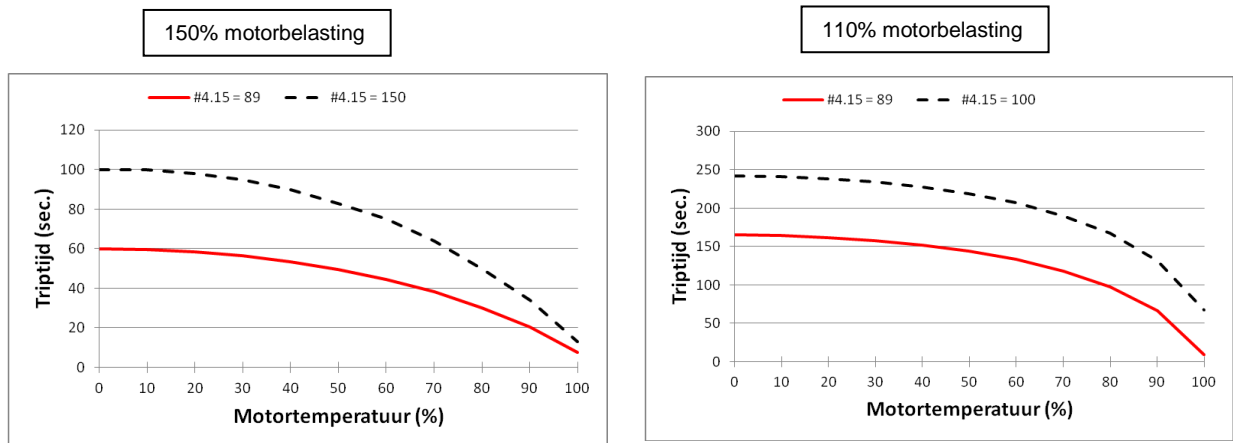 150% motorbelasting
#4.15 = 89 #4.15 = 150
120
100
80
60
40
20
0
Triptijd (sec.)
0 10 20 30 40 50 60 70 80 90 100
Motortemperatuur (%)
110% motorbelasting
#4.15 = 89 #4.15 = 100
300
250
200
150
100
50
0
Triptijd (sec.)
0 10 20 30 40 50 60 70 80 90 100
Motortemperatuur (%)